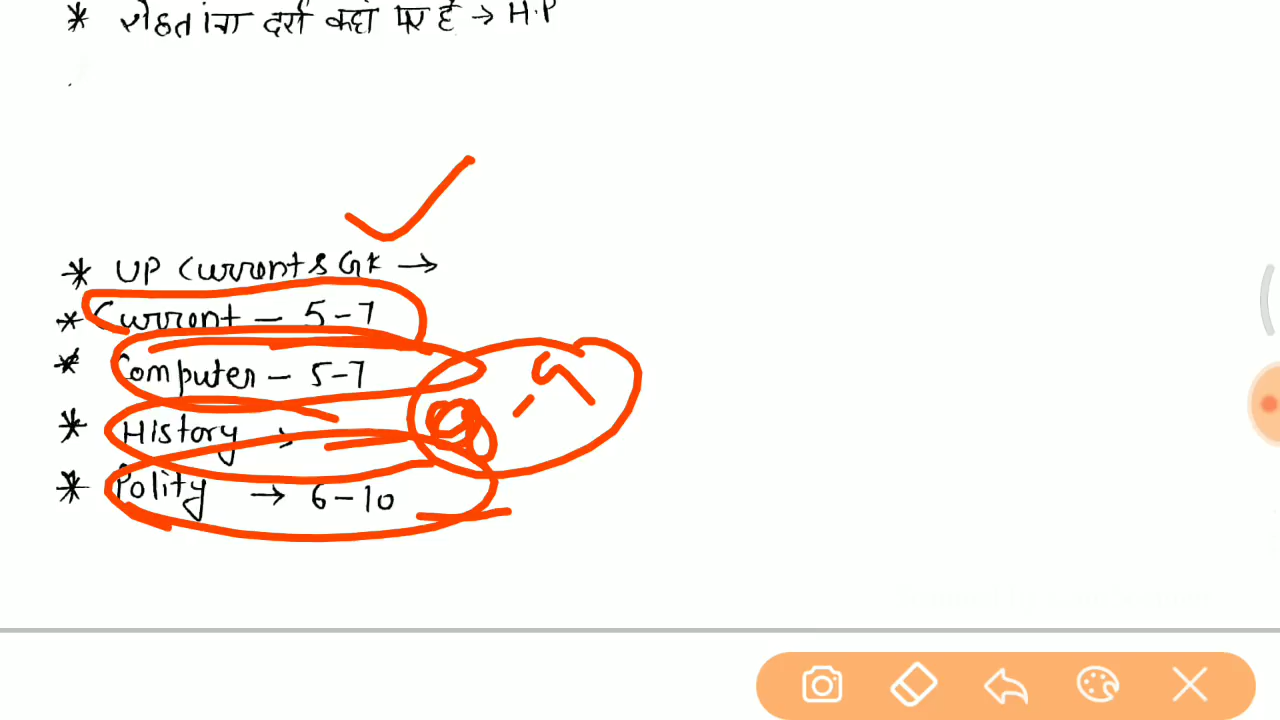 * रोहतांग दर्रा कहाँ पर है → H.P
* UP Current & GK →
* Current – 5-7
* Computer – 5-7
* History →
* Polity → 6-10